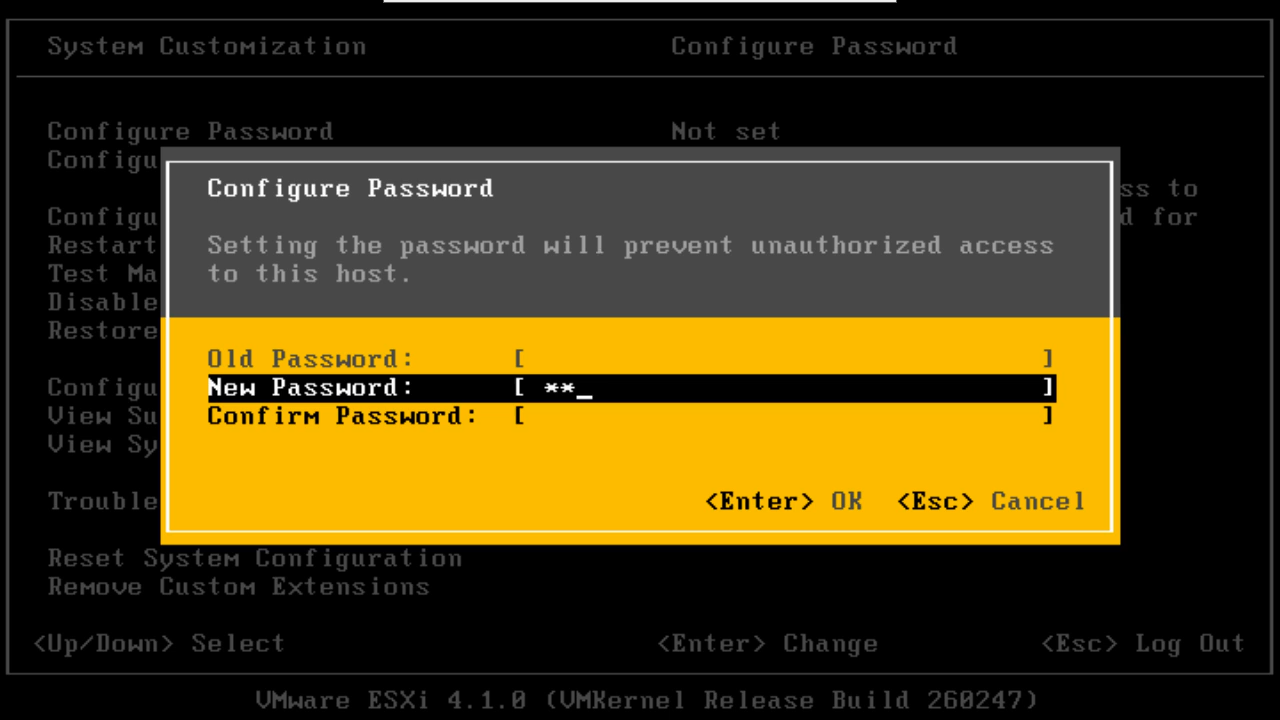 System Customization Configure Password
Configure Password Not set
Configu
Configure Password
ss to
Configu d for
Restart Setting the password will prevent unauthorized access
Test Ma to this host.
Disable
Restore
Old Password: [ ]
Configu New Password: [ **_ ]
View Su Confirm Password: [ ]
View Sy
Trouble <Enter> OK <Esc> Cancel
Reset System Configuration
Remove Custom Extensions
<Up/Down> Select <Enter> Change <Esc> Log Out
VMware ESXi 4.1.0 (VMKernel Release Build 260247)